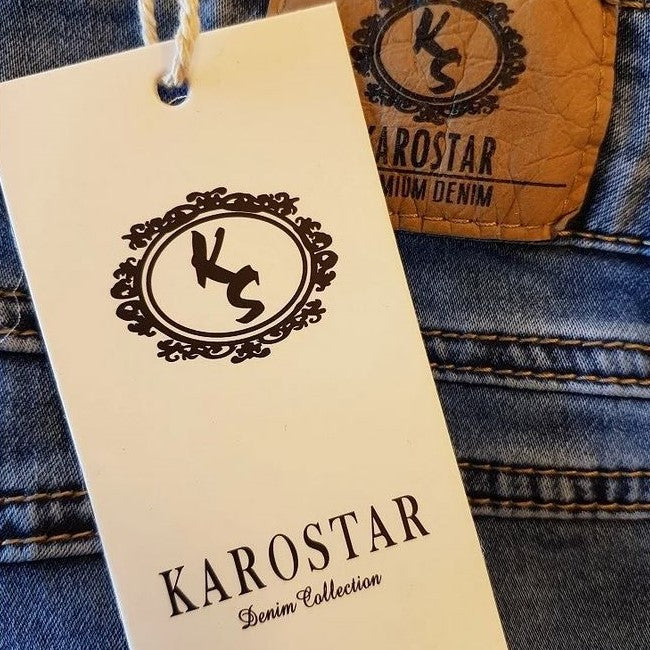 KS
KAROSTAR
Denim Collection
KS
KAROSTAR
MIUM DENIM